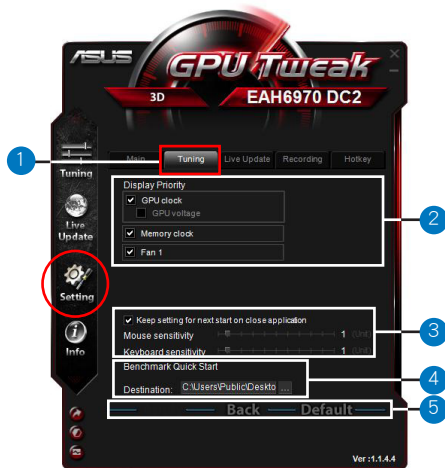 ASUS
GPU Tweak
3D EAH6970 DC2
1
Main Tuning Live Update Recording Hotkey
Tuning
Display Priority
GPU clock
GPU voltage
2
Live
Update
Memory clock
Fan 1
Setting
Keep setting for next start on close application
Mouse sensitivity 1 (Unit)
3
Keyboard sensitivity 1 (Unit)
Info
Benchmark Quick Start
4
Destination: C:\Users\Public\Deskto ...
Back Default
5
Ver :1.1.4.4